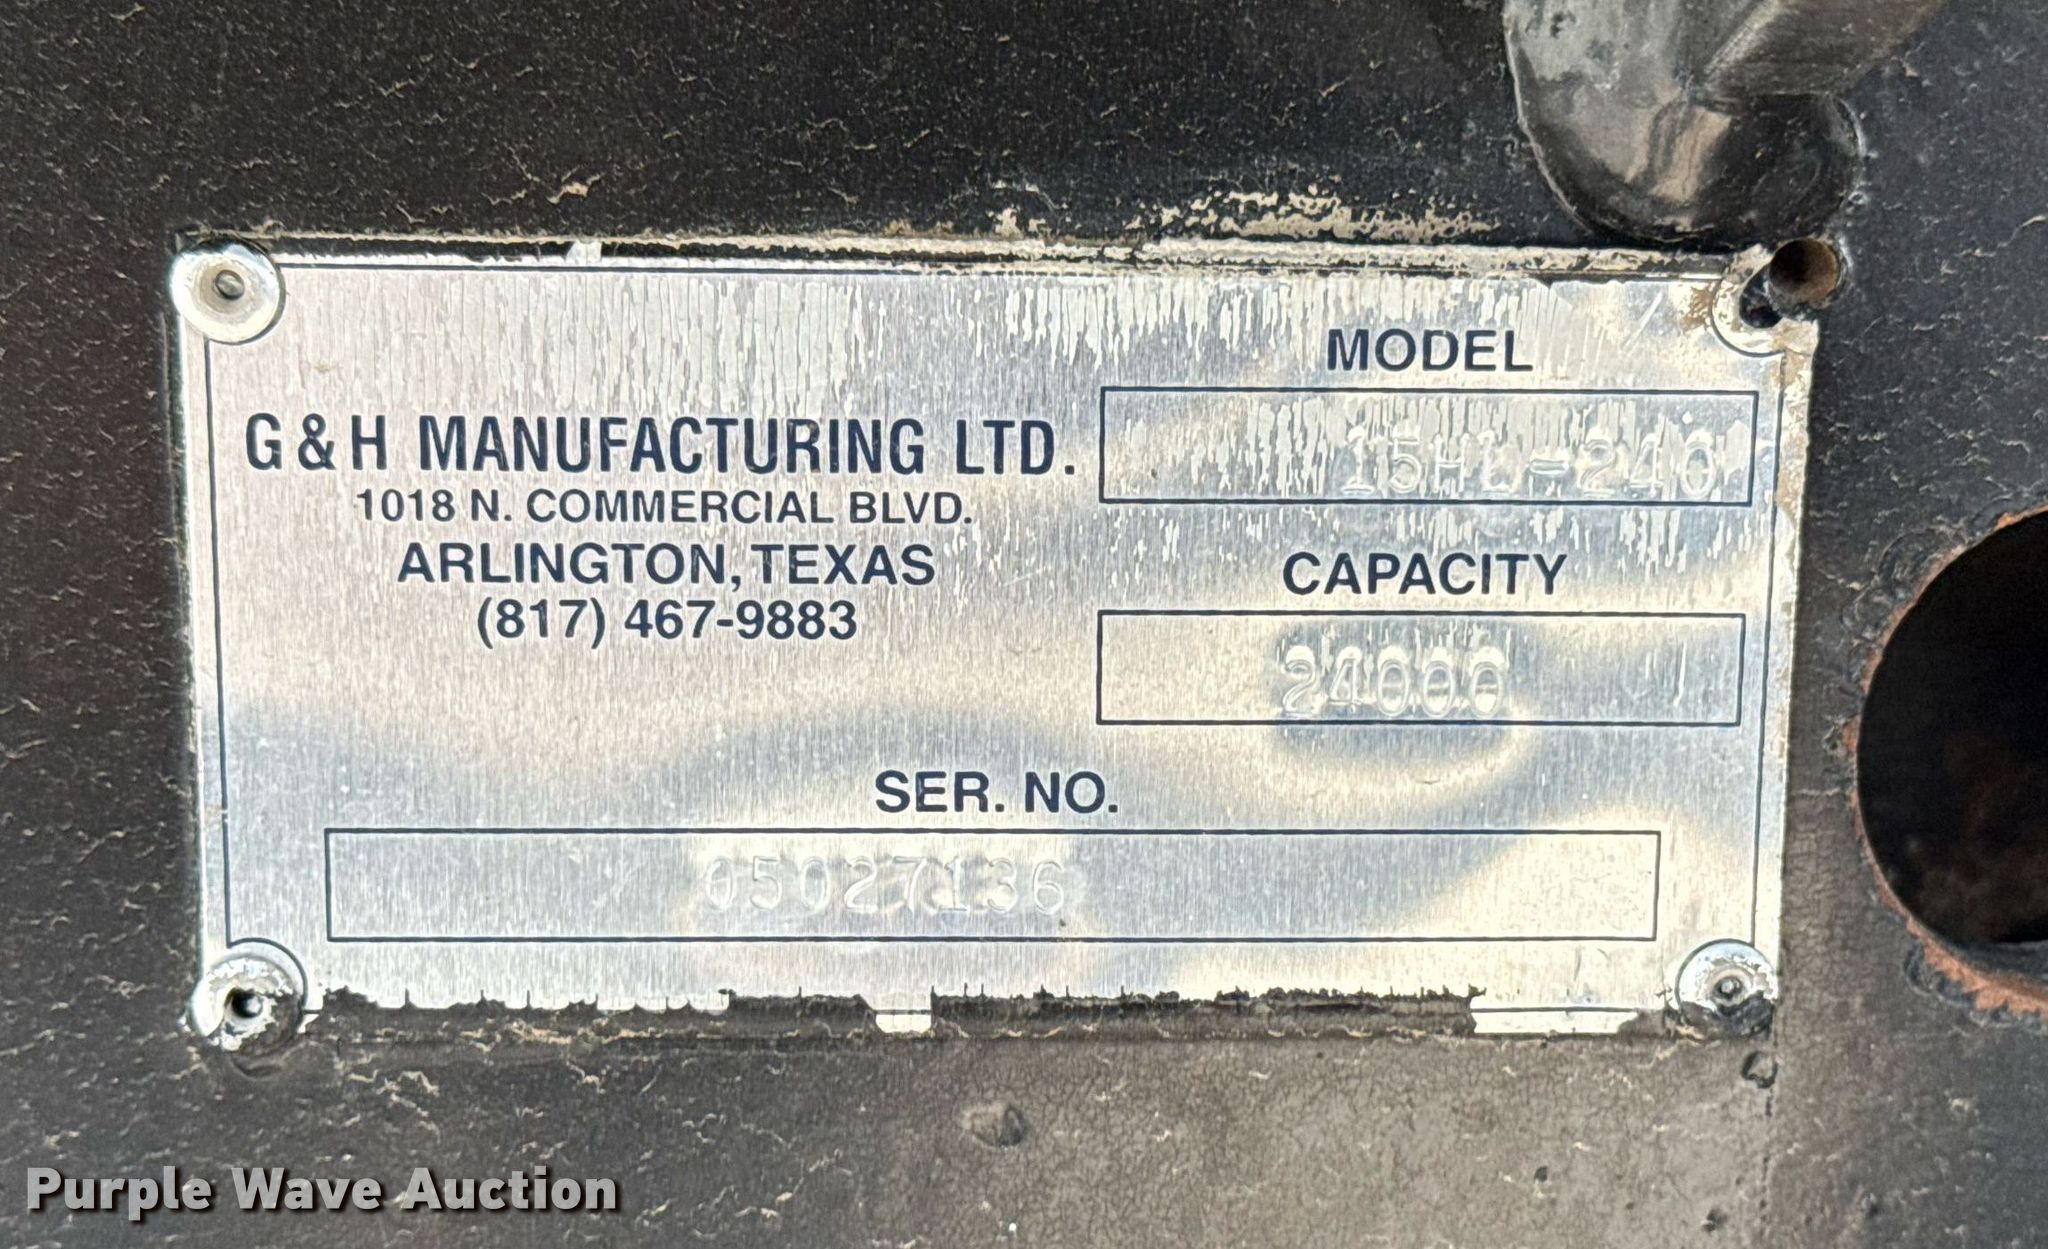 G & H MANUFACTURING LTD.
1018 N. COMMERCIAL BLVD.
ARLINGTON, TEXAS
(817) 467-9883
MODEL
15HL-240
CAPACITY
24000
SER. NO.
05027136
Purple Wave Auction